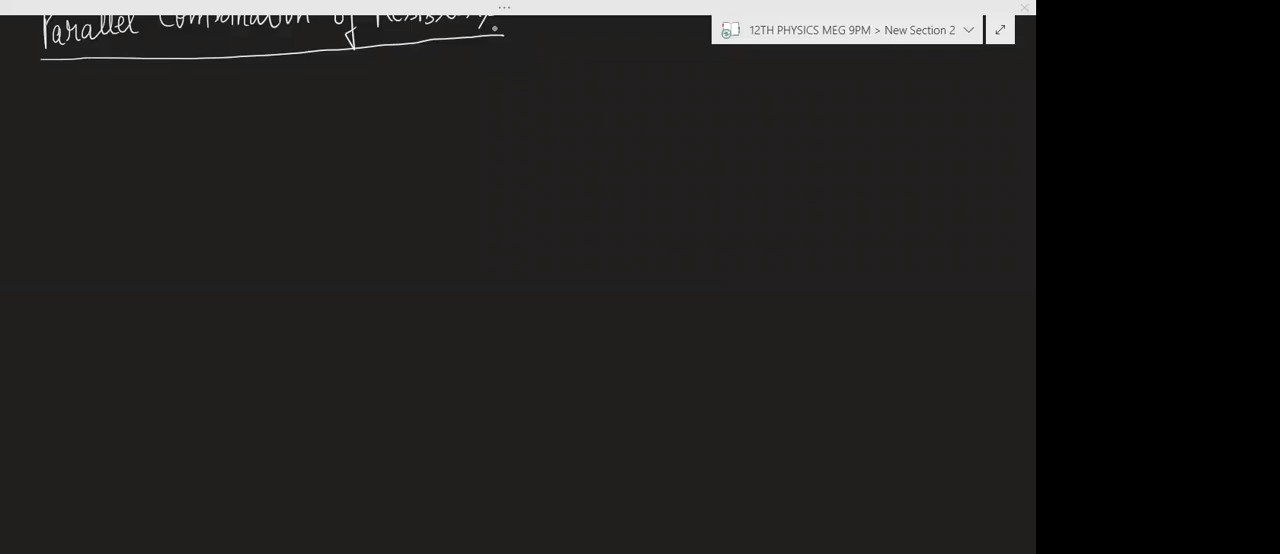 Parallel Combination of Resistors
12TH PHYSICS MEG 9PM > New Section 2